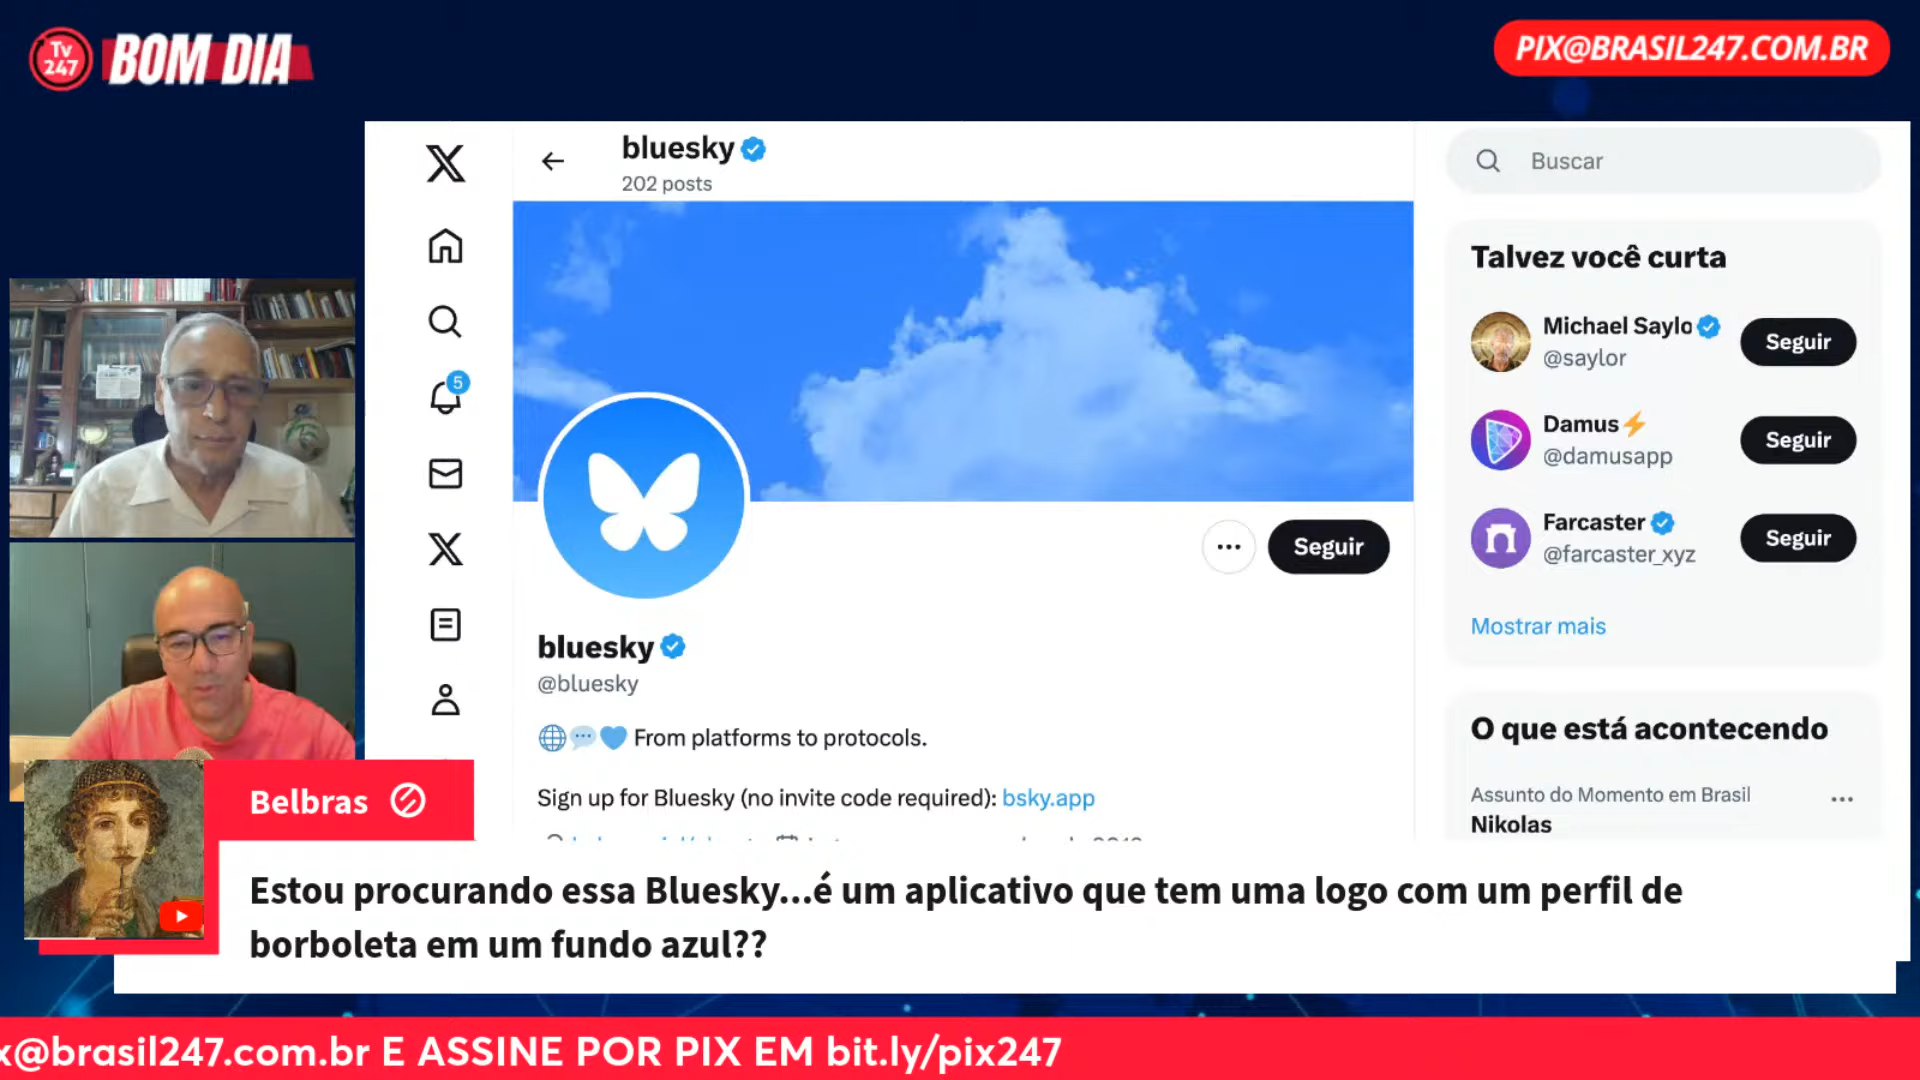 Tv
247
BOM DIA
PIX@BRASIL247.COM.BR
bluesky
202 posts
Buscar
Talvez você curta
Michael Saylo
@saylor
Seguir
Damus
@damusapp
Seguir
Farcaster
@farcaster_xyz
Seguir
Mostrar mais
5
Seguir
bluesky
@bluesky
From platforms to protocols.
Sign up for Bluesky (no invite code required): bsky.app
O que está acontecendo
Assunto do Momento em Brasil
Nikolas
Belbras
Estou procurando essa Bluesky...é um aplicativo que tem uma logo com um perfil de
borboleta em um fundo azul??
x@brasil247.com.br E ASSINE POR PIX EM bit.ly/pix247